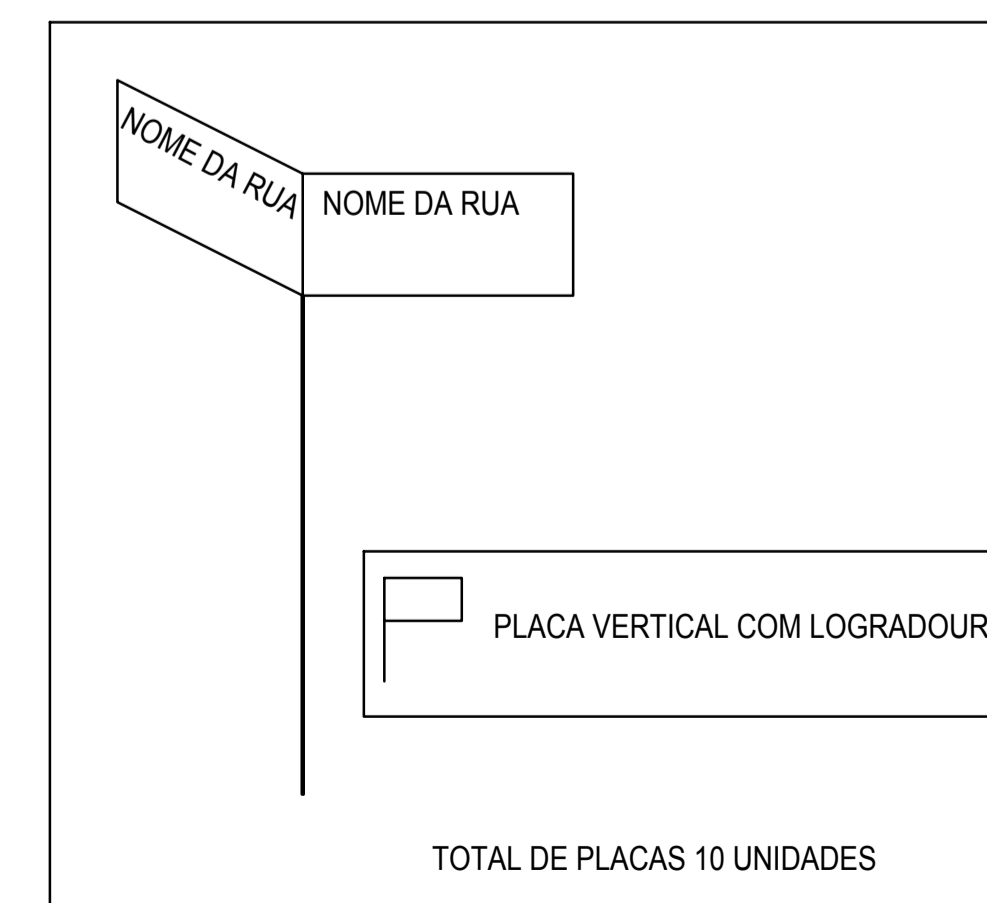 NOME DA RUA
NOME DA RUA
PLACA VERTICAL COM LOGRADOUR
TOTAL DE PLACAS 10 UNIDADES